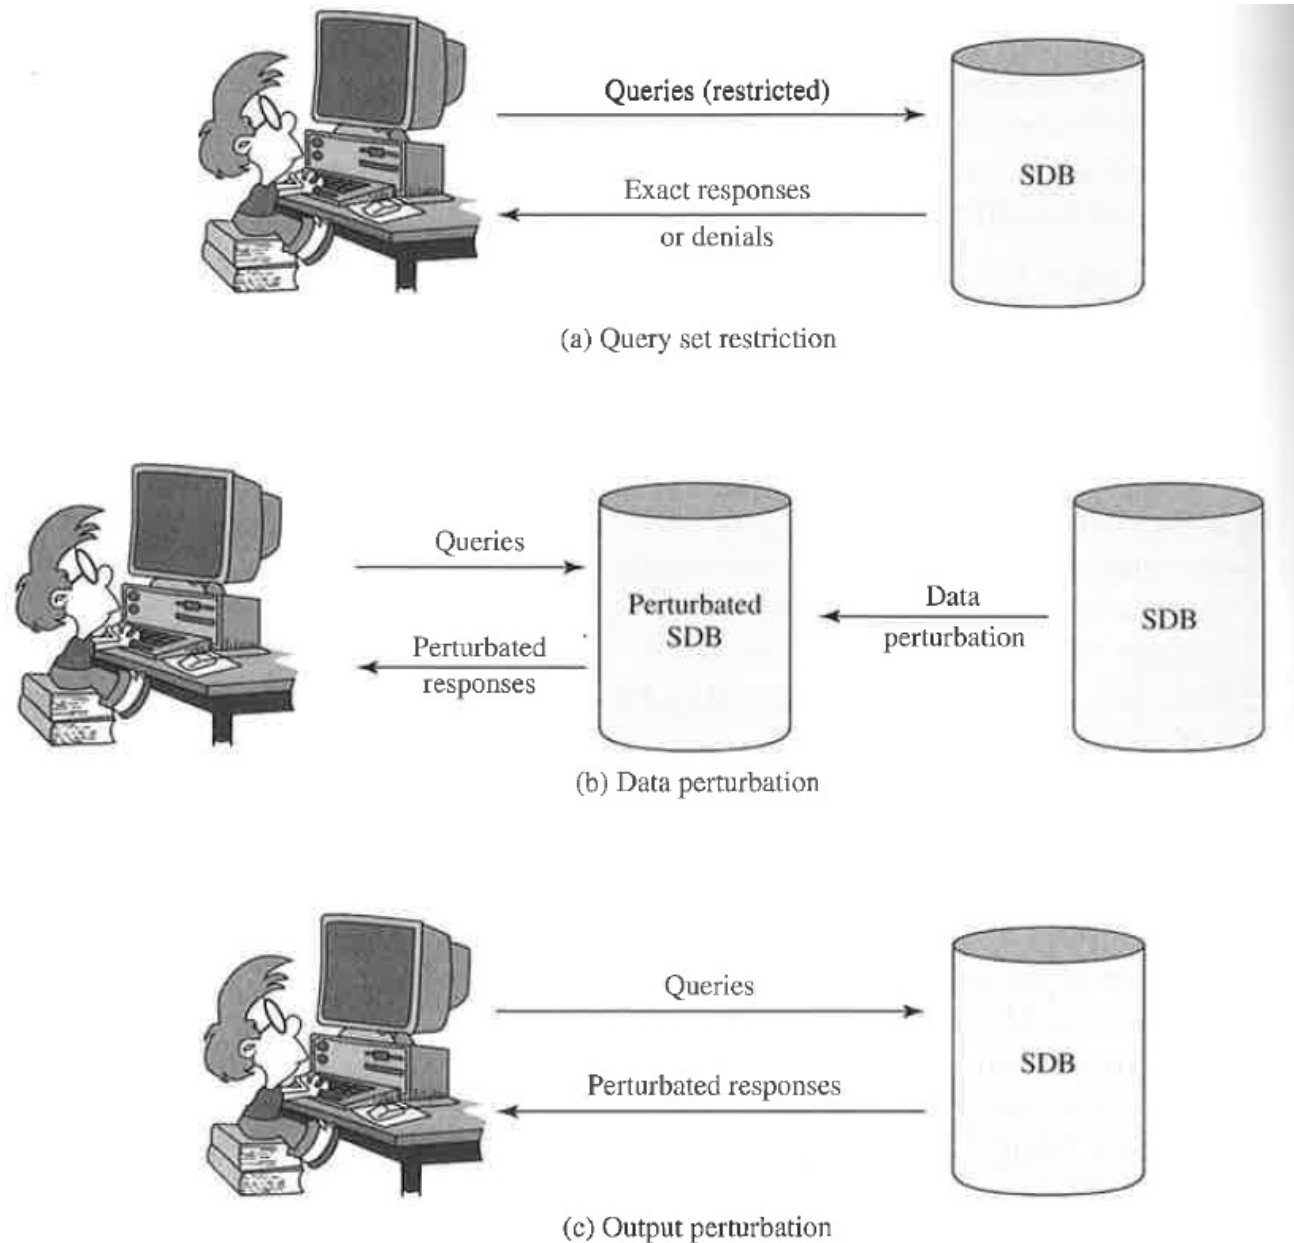 Queries (restricted)
SDB
Exact responses
or denials
(a) Query set restriction
Queries
Perturbated
SDB
Data
perturbation
SDB
Perturbated
responses
(b) Data perturbation
Queries
SDB
Perturbated responses
(c) Output perturbation